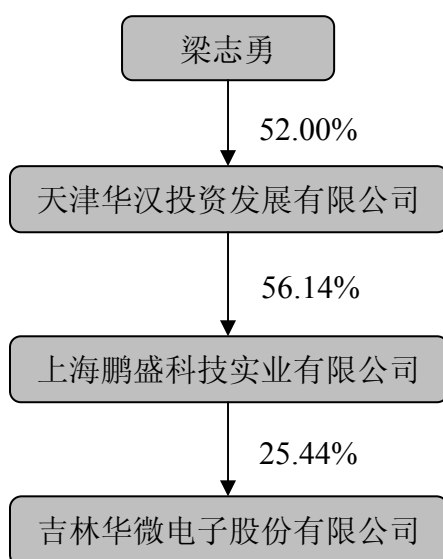 梁志勇
52.00%
天津华汉投资发展有限公司
56.14%
上海鹏盛科技实业有限公司
25.44%
吉林华微电子股份有限公司